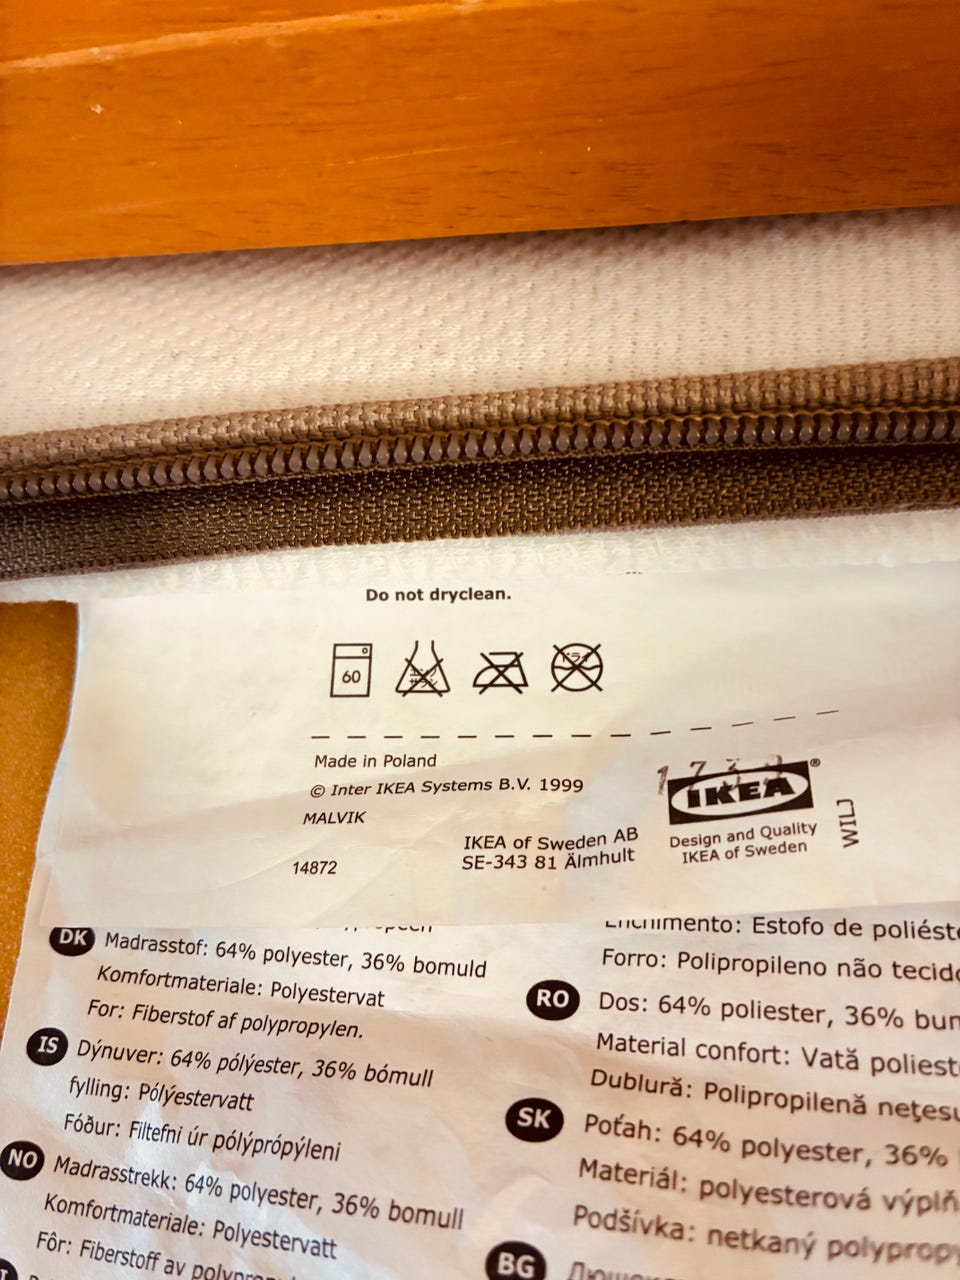 Do not dryclean.
60
Made in Poland
© Inter IKEA Systems B.V. 1999
MALVIK
14872
IKEA of Sweden AB
SE-343 81 Älmhult
IKEA®
Design and Quality
IKEA of Sweden
WILJ
DK Madrasstof: 64% polyester, 36% bomuld
Komfortmateriale: Polyestervat
For: Fiberstof af polypropylen.
IS Dýnuver: 64% pólýester, 36% bómull
fylling: Pólýestervatt
Fóður: Filtefni úr pólýprópýleni
NO Madrasstrekk: 64% polyester, 36% bomull
Komfortmateriale: Polyestervatt
Fôr: Fiberstoff av
Enchimento: Estofo de
Forro: Polipropileno não
RO Dos: 64% poliester, 36%
Material confort: Vată
Dublură: Polipropilenă
SK Poťah: 64% polyester, 36%
Materiál: polyesterová
Podšívka: netkaný
BG